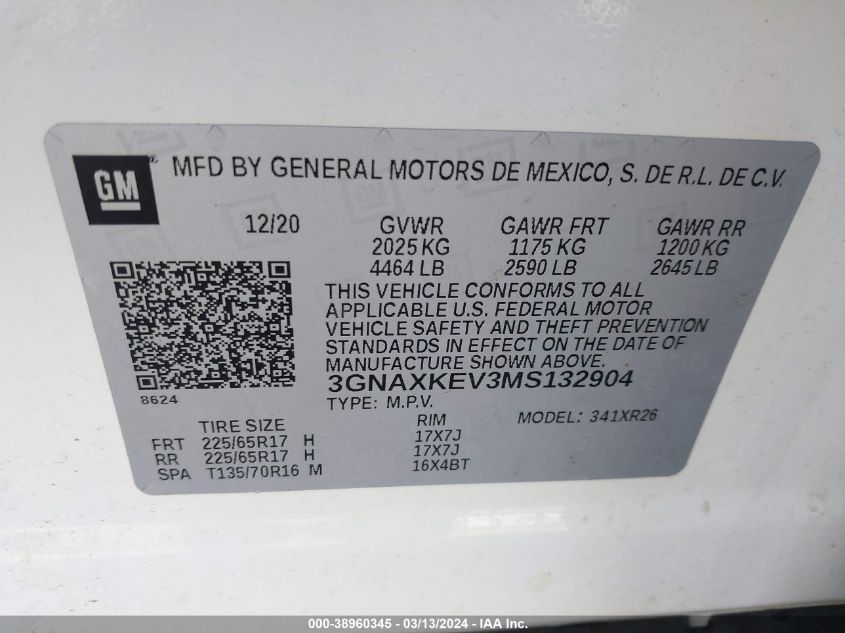 GM MFD BY GENERAL MOTORS DE MEXICO, S. DE R.L. DE C.V.
12/20 GVWR GAWR FRT GAWR RR
2025 KG 1175 KG 1200 KG
4464 LB 2590 LB 2645 LB
THIS VEHICLE CONFORMS TO ALL
APPLICABLE U.S. FEDERAL MOTOR
VEHICLE SAFETY AND THEFT PREVENTION
STANDARDS IN EFFECT ON THE DATE OF
MANUFACTURE SHOWN ABOVE.
3GNAXKEV3MS132904
8624 TYPE: M.P.V.
TIRE SIZE RIM MODEL: 341XR26
FRT 225/65R17 H 17X7J
RR 225/65R17 H 17X7J
SPA T135/70R16 M 16X4BT
000-38960345 - 03/13/2024 - IAA Inc.